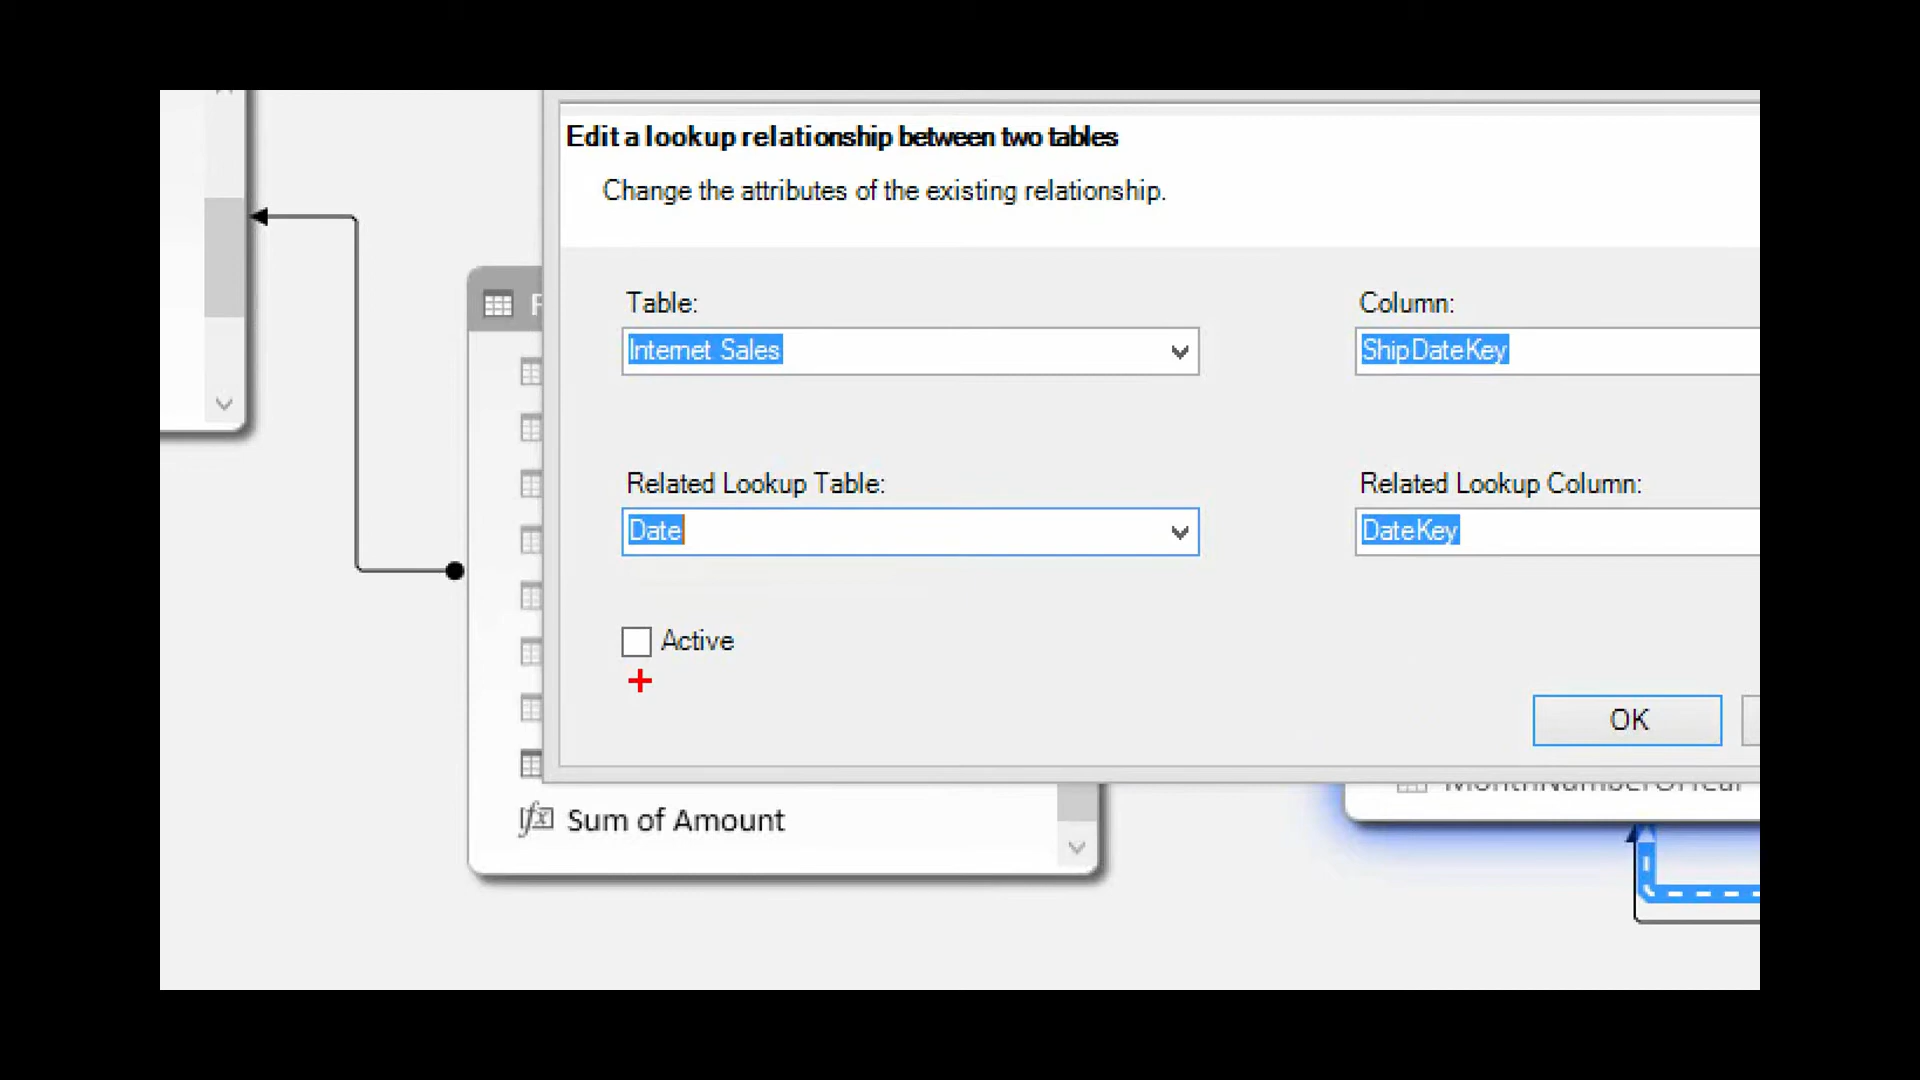 Edit a lookup relationship between two tables
Change the attributes of the existing relationship.
Table:
Column:
Internet Sales
ShipDateKey
Related Lookup Table:
Related Lookup Column:
Date
DateKey
Active
OK
MonthNumberOfYear
Sum of Amount